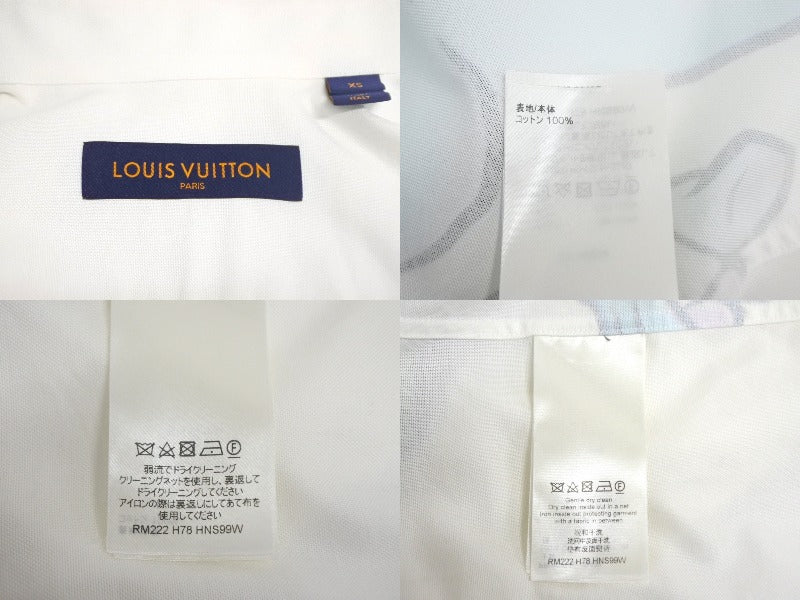 XS
ITALY
LOUIS VUITTON
PARIS
表地/本体
コットン 100%
弱流でドライクリーニング
クリーニングネットを使用し、裏返して
ドライクリーニングしてください
アイロンの際は裏返しにしてあて布を
使用してください
RM222 H78 HNS99W
Gentle dry clean
Dry clean inside out in a net
Iron inside out protecting garment
with a fabric in between
缓和干洗
RM222 H78 HNS99W